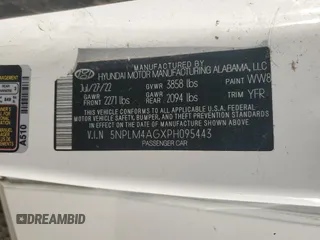 HYUNDAI MOTOR MANUFACTURING ALABAMA, LLC
Jul/27/22 GVWR 3858 lbs PAINT WW8
GAWR FRONT 2271 lbs GAWR REAR 2094 lbs TRIM YFR
THIS VEHICLE CONFORMS TO ALL APPLICABLE FEDERAL MOTOR VEHICLE SAFETY, BUMPER, AND THEFT PREVENTION STANDARDS IN EFFECT ON THE DATE OF MANUFACTURE SHOWN ABOVE.
V.I.N 5NPLM4AGXPH095443
PASSENGER CAR
A510
DREAMBID